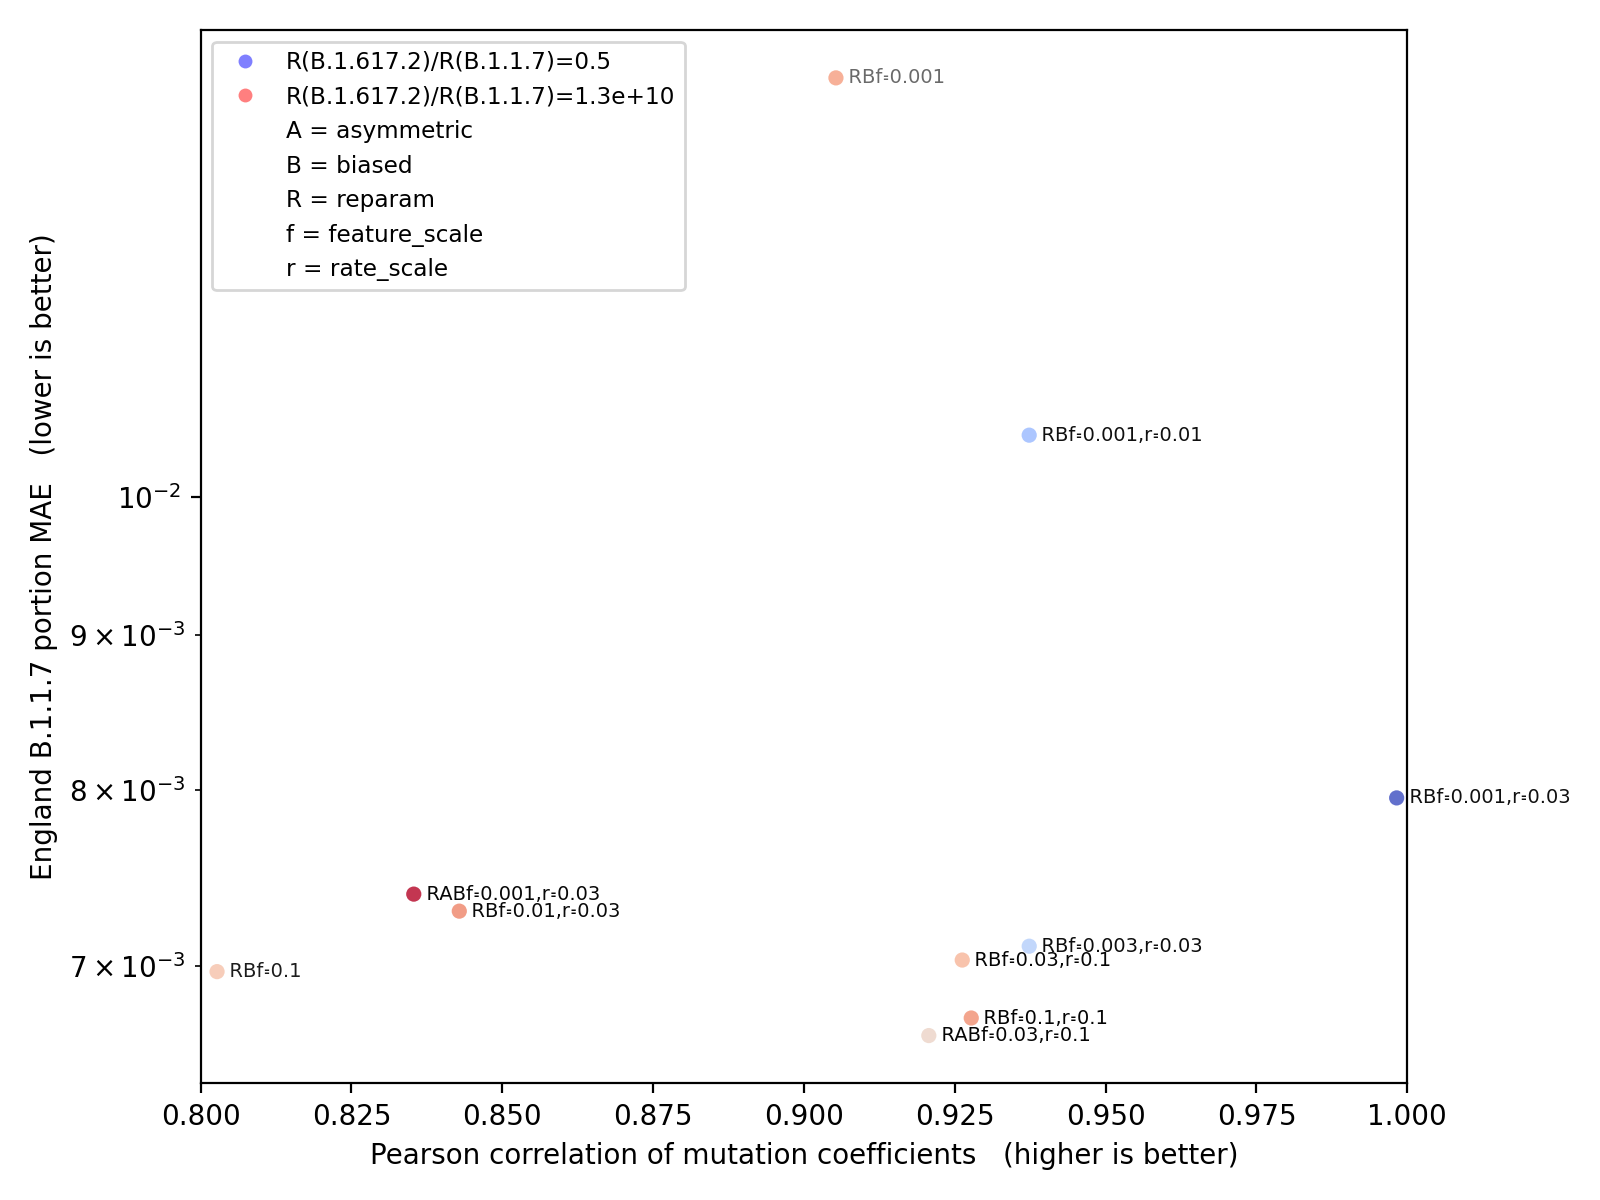 R(B.1.617.2)/R(B.1.1.7)=0.5
R(B.1.617.2)/R(B.1.1.7)=1.3e+10
A = asymmetric
B = biased
R = reparam
f = feature_scale
r = rate_scale
RBf=0.001
RBf=0.001,r=0.01
RBf=0.001,r=0.03
RABf=0.001,r=0.03
RBf=0.01,r=0.03
RBf=0.003,r=0.03
RBf=0.03,r=0.1
RBf=0.1
RBf=0.1,r=0.1
RABf=0.03,r=0.1
England B.1.1.7 portion MAE (lower is better)
10⁻²
9 × 10⁻³
8 × 10⁻³
7 × 10⁻³
0.800 0.825 0.850 0.875 0.900 0.925 0.950 0.975 1.000
Pearson correlation of mutation coefficients (higher is better)